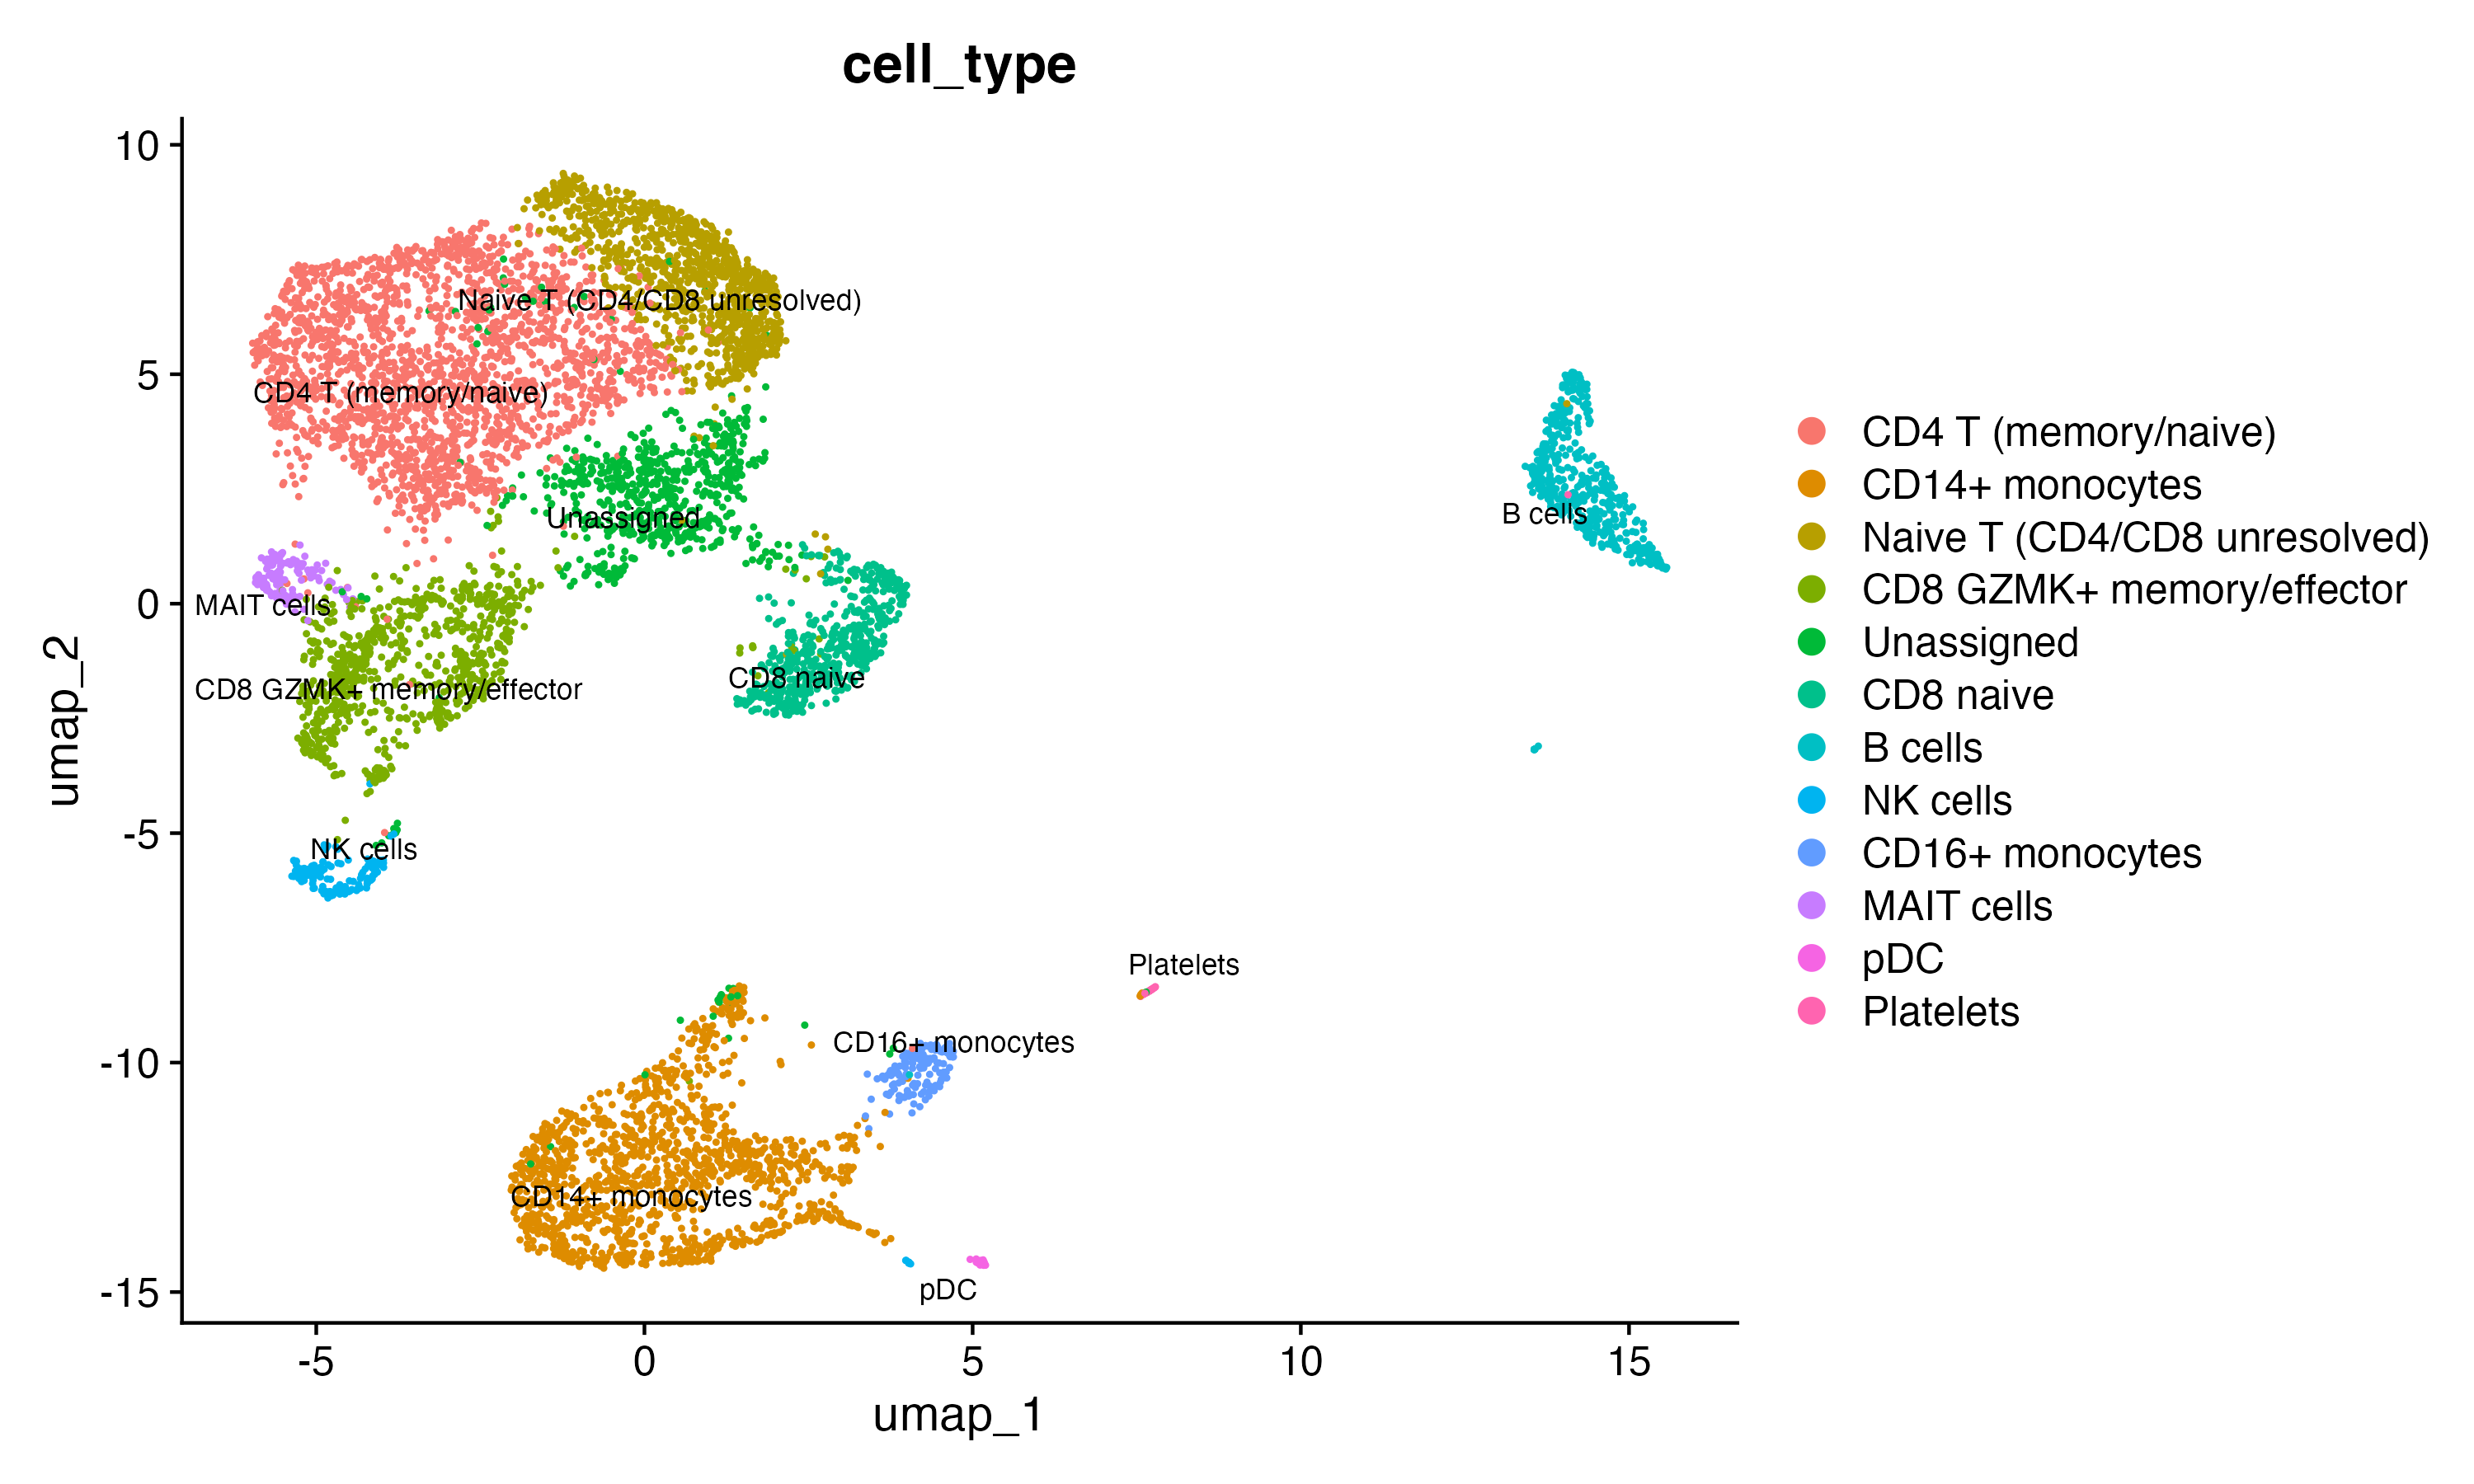 cell_type
10
5
0
-5
-10
-15
umap_2
Naive T (CD4/CD8 unresolved)
CD4 T (memory/naive)
Unassigned
B cells
MAIT cells
CD8 naive
CD8 GZMK+ memory/effector
NK cells
Platelets
CD16+ monocytes
CD14+ monocytes
pDC
-5
0
5
10
15
umap_1
CD4 T (memory/naive)
CD14+ monocytes
Naive T (CD4/CD8 unresolved)
CD8 GZMK+ memory/effector
Unassigned
CD8 naive
B cells
NK cells
CD16+ monocytes
MAIT cells
pDC
Platelets